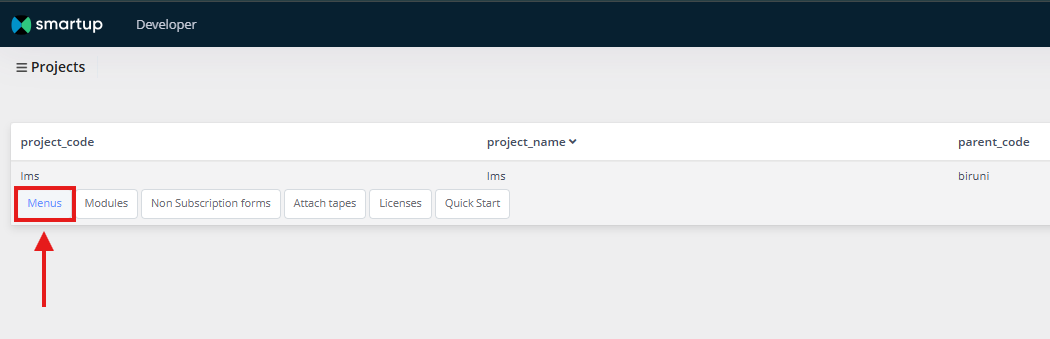 smartup Developer
Projects
project_code project_name parent_code
lms lms biruni
Menus Modules Non Subscription forms Attach tapes Licenses Quick Start